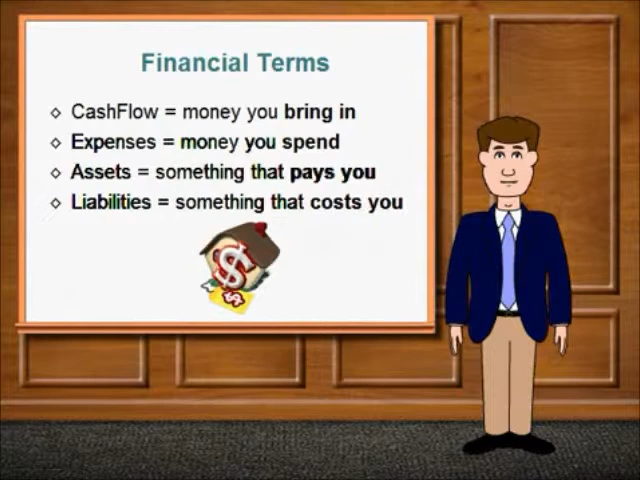 Financial Terms
CashFlow = money you bring in
Expenses = money you spend
Assets = something that pays you
Liabilities = something that costs you
$
$